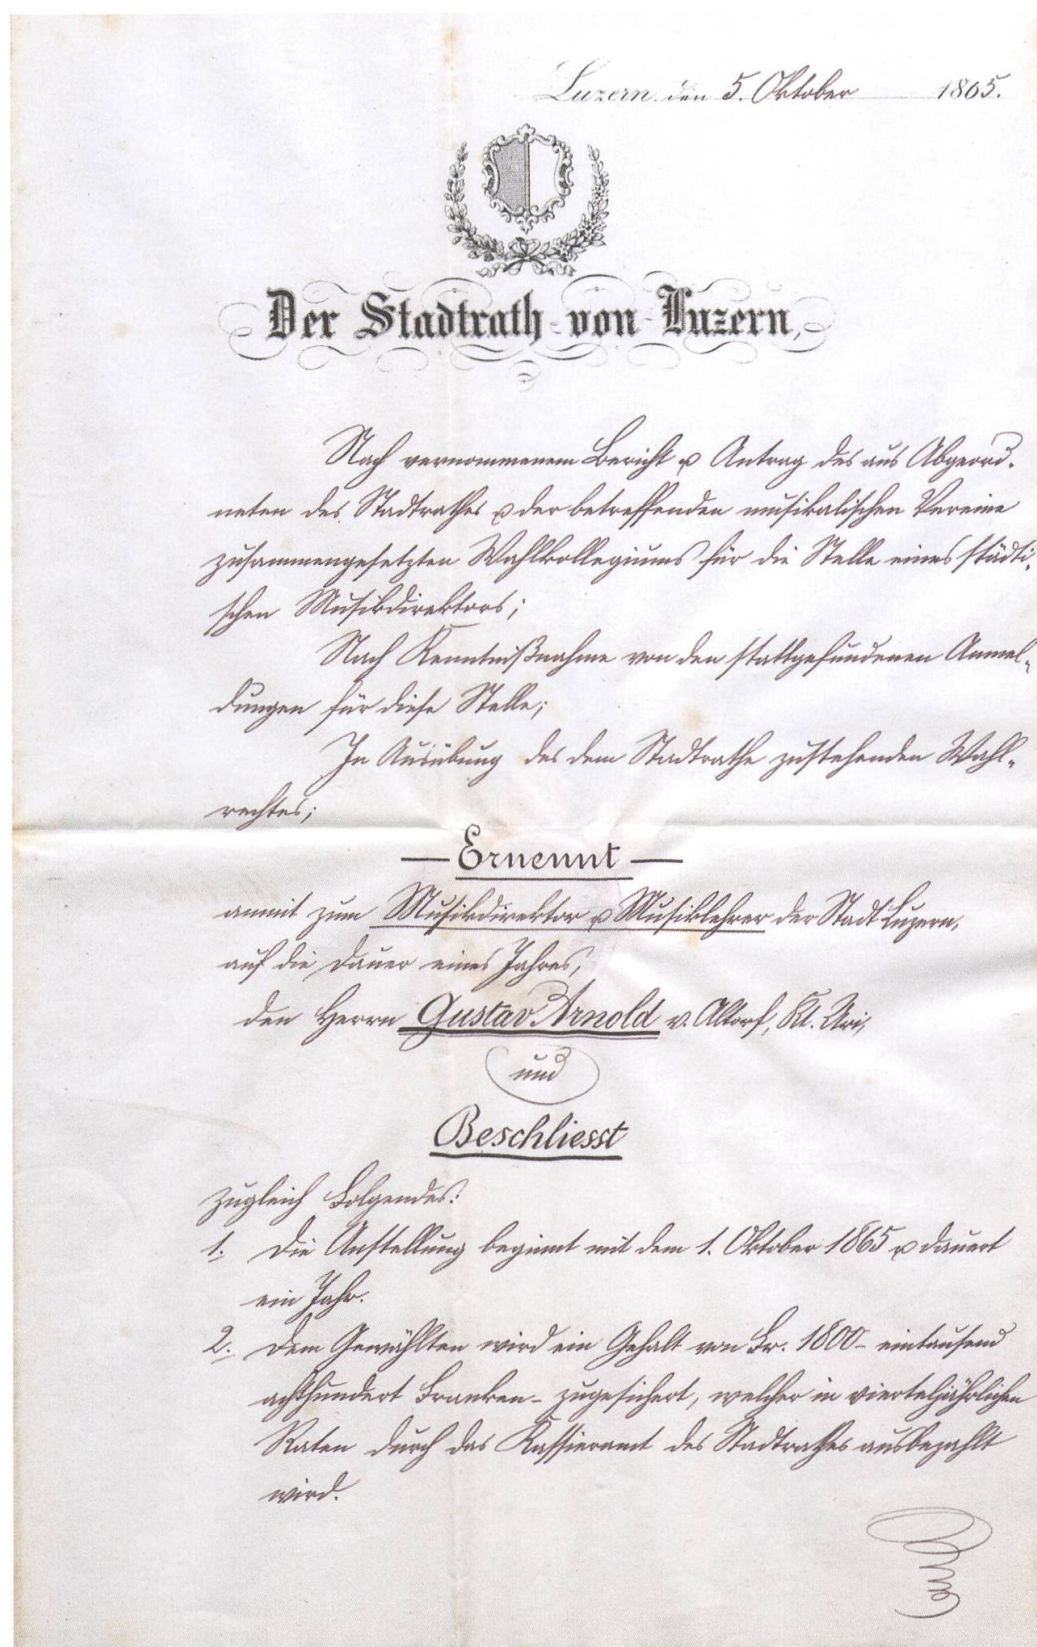 Luzern, den 5. Oktober 1865.
Der Stadtrath von Luzern,
Nach vernommenem Bericht u Antrag des aus Abgeord-
neten des Stadtrathes u der betreffenden musikalischen Vereine
zusammengesetzten Wahlkollegiums für die Stelle eines städti-
schen Musikdirektors;
Nach Kenntnißnahme von den stattgefundenen Anmel-
dungen für diese Stelle;
In Ausübung des dem Stadtrathe zustehenden Wahl-
rechtes;
— Ernennt —
anmit zum Musikdirektor u Musiklehrer der Stadt Luzern,
auf die Dauer eines Jahres,
den Herrn Gustav Arnold v. Altorf, Kt. Uri,
und
Beschliesst
zugleich Folgendes:
1. Die Anstellung beginnt mit dem 1. Oktober 1865 u dauert
ein Jahr.
2. Dem Gewählten wird ein Gehalt von Fr. 1800 - eintausend
achthundert Franken - zugesichert, welcher in vierteljährlichen
Raten durch das Kassieramt des Stadtrathes ausbezahlt
wird.